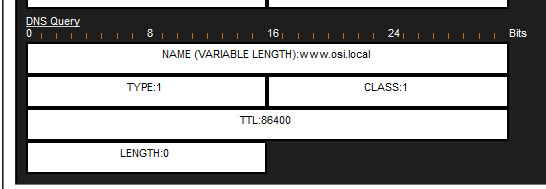 DNS Query
0 8 16 24 Bits
NAME (VARIABLE LENGTH):www.osi.local
TYPE:1 CLASS:1
TTL:86400
LENGTH:0